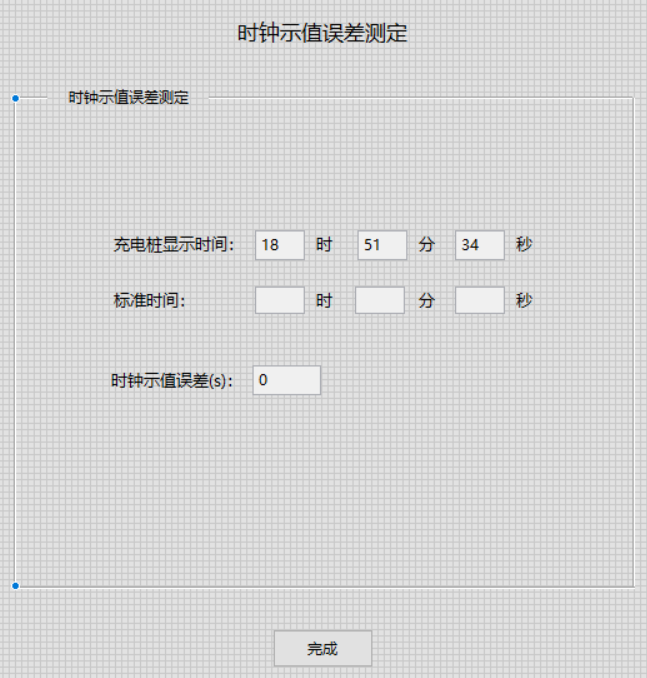 时钟示值误差测定
时钟示值误差测定
充电桩显示时间： 18 时 51 分 34 秒
标准时间： 时 分 秒
时钟示值误差(s)： 0
完成